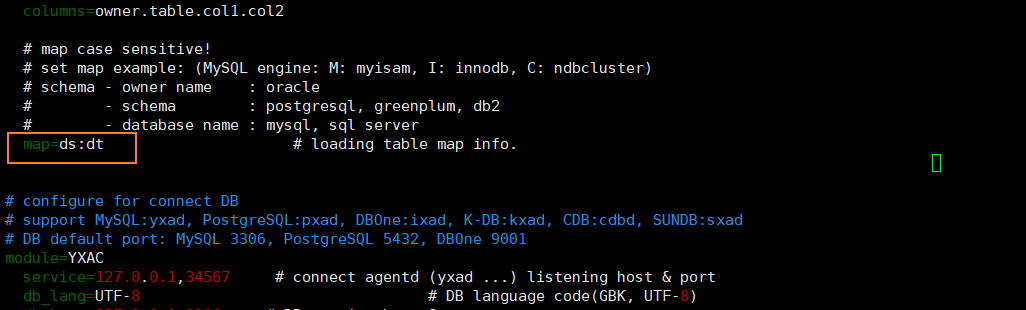 columns=owner.table.col1.col2
# map case sensitive!
# set map example: (MySQL engine: M: myisam, I: innodb, C: ndbcluster)
# schema - owner name    : oracle
#        - schema        : postgresql, greenplum, db2
#        - database name : mysql, sql server
map=ds:dt                     # loading table map info.
# configure for connect DB
# support MySQL:yxad, PostgreSQL:pxad, DBOne:ixad, K-DB:kxad, CDB:cdbd, SUNDB:sxad
# DB default port: MySQL 3306, PostgreSQL 5432, DBOne 9001
module=YXAC
service=127.0.0.1,34567     # connect agentd (yxad ...) listening host & port
db_lang=UTF-8                                # DB language code(GBK, UTF-8)